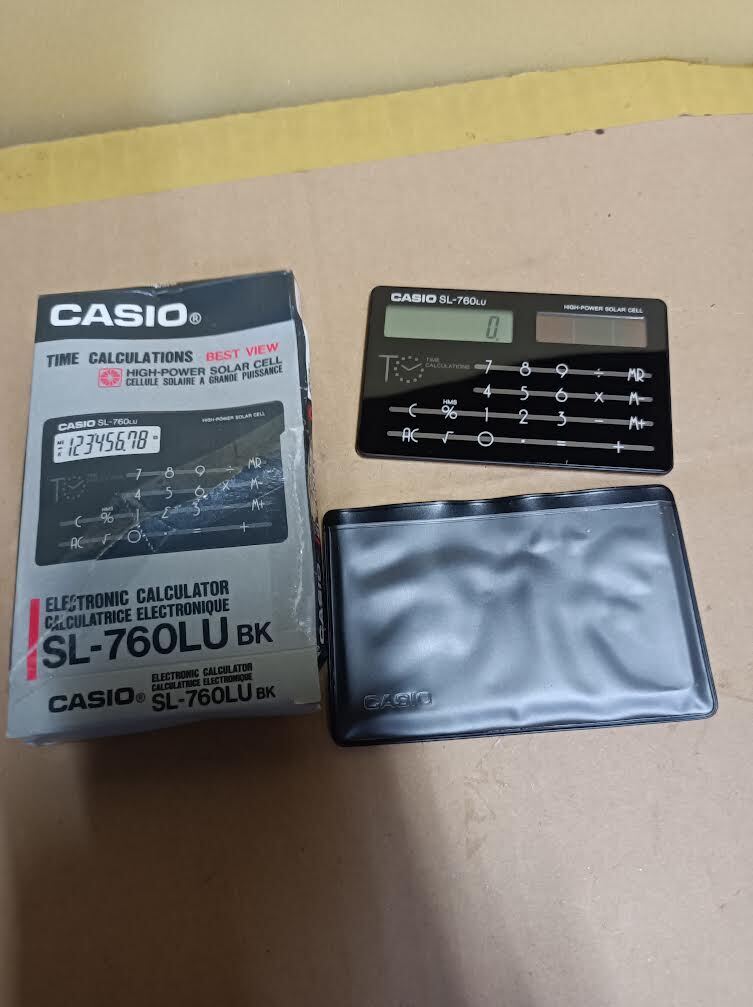 CASIO®
TIME CALCULATIONS BEST VIEW
HIGH-POWER SOLAR CELL
CELLULE SOLAIRE A GRANDE PUISSANCE
CASIO SL-760LU
HIGH-POWER SOLAR CELL
12345678.
7 8 9 ÷ MR
4 5 6 × M-
HMS
C % 1 2 3 - M+
AC √ 0 · = +
ELECTRONIC CALCULATOR
CALCULATRICE ELECTRONIQUE
SL-760LU BK
CASIO® ELECTRONIC CALCULATOR
CALCULATRICE ELECTRONIQUE
SL-760LU BK
CASIO
CASIO SL-760LU
HIGH-POWER SOLAR CELL
0.
T TIME
CALCULATIONS
7 8 9 ÷ MR
4 5 6 × M-
HMS
C % 1 2 3 - M+
AC √ 0 · = +
CASIO